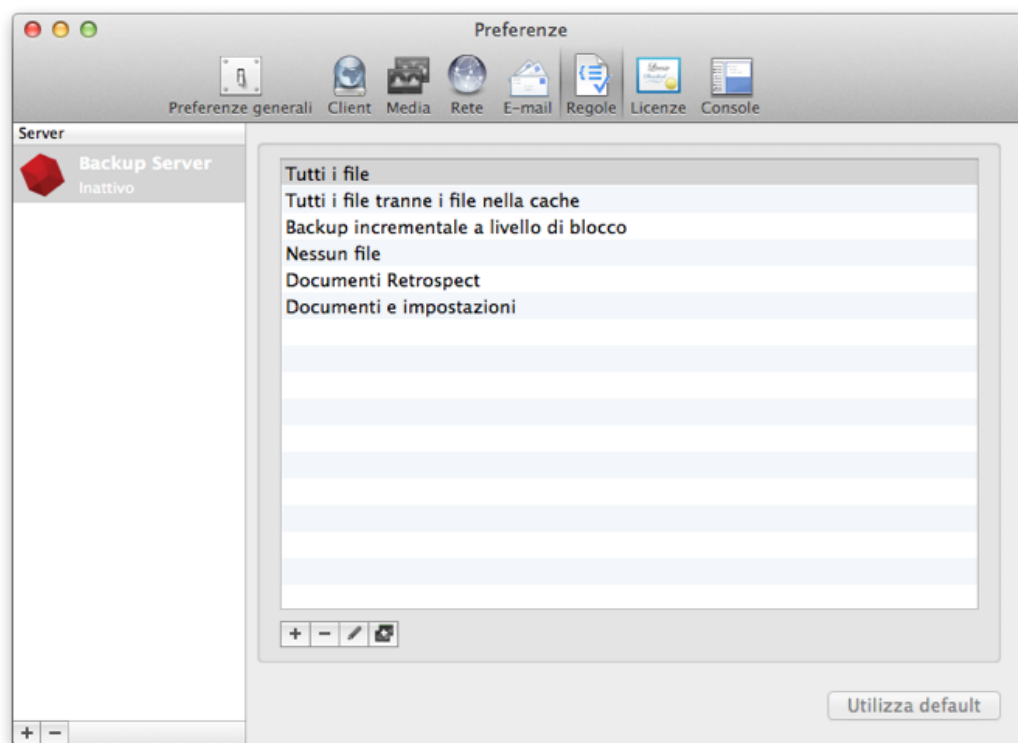 Preferenze
Preferenze generali Client Media Rete E-mail Regole Licenze Console
Server
Backup Server
Inattivo
Tutti i file
Tutti i file tranne i file nella cache
Backup incrementale a livello di blocco
Nessun file
Documenti Retrospect
Documenti e impostazioni
Utilizza default